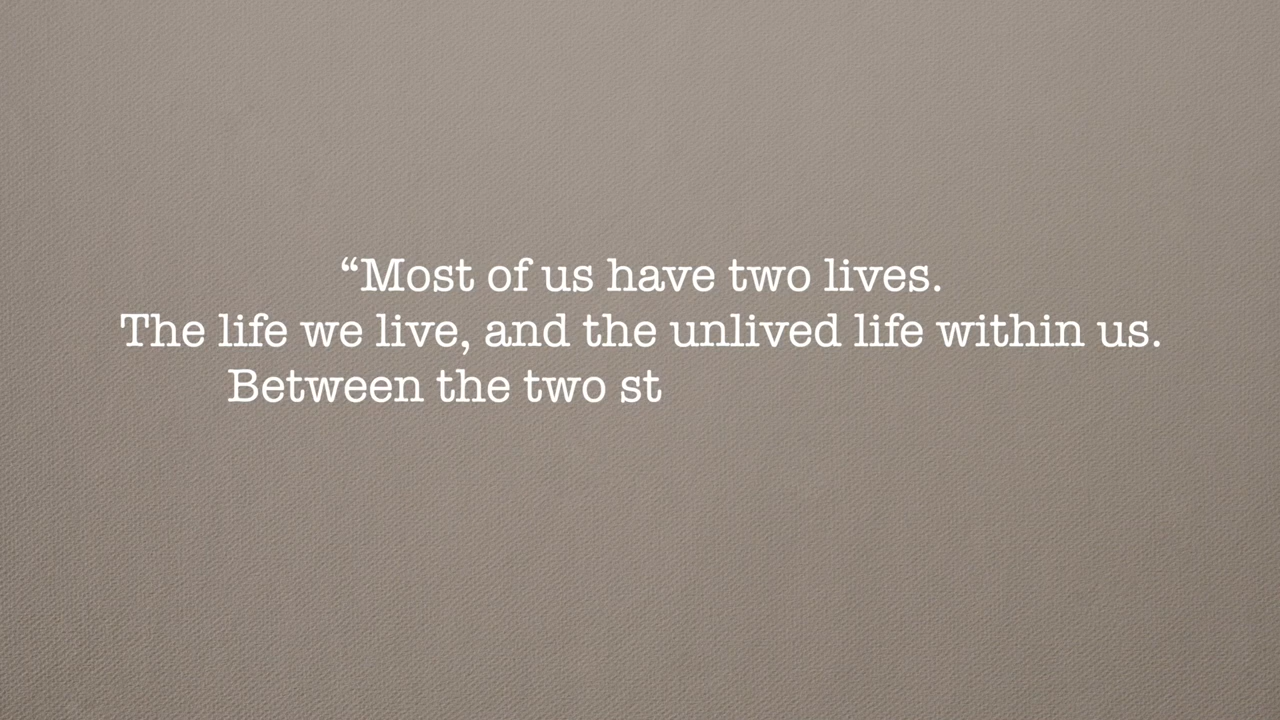 “Most of us have two lives.
The life we live, and the unlived life within us.
Between the two st